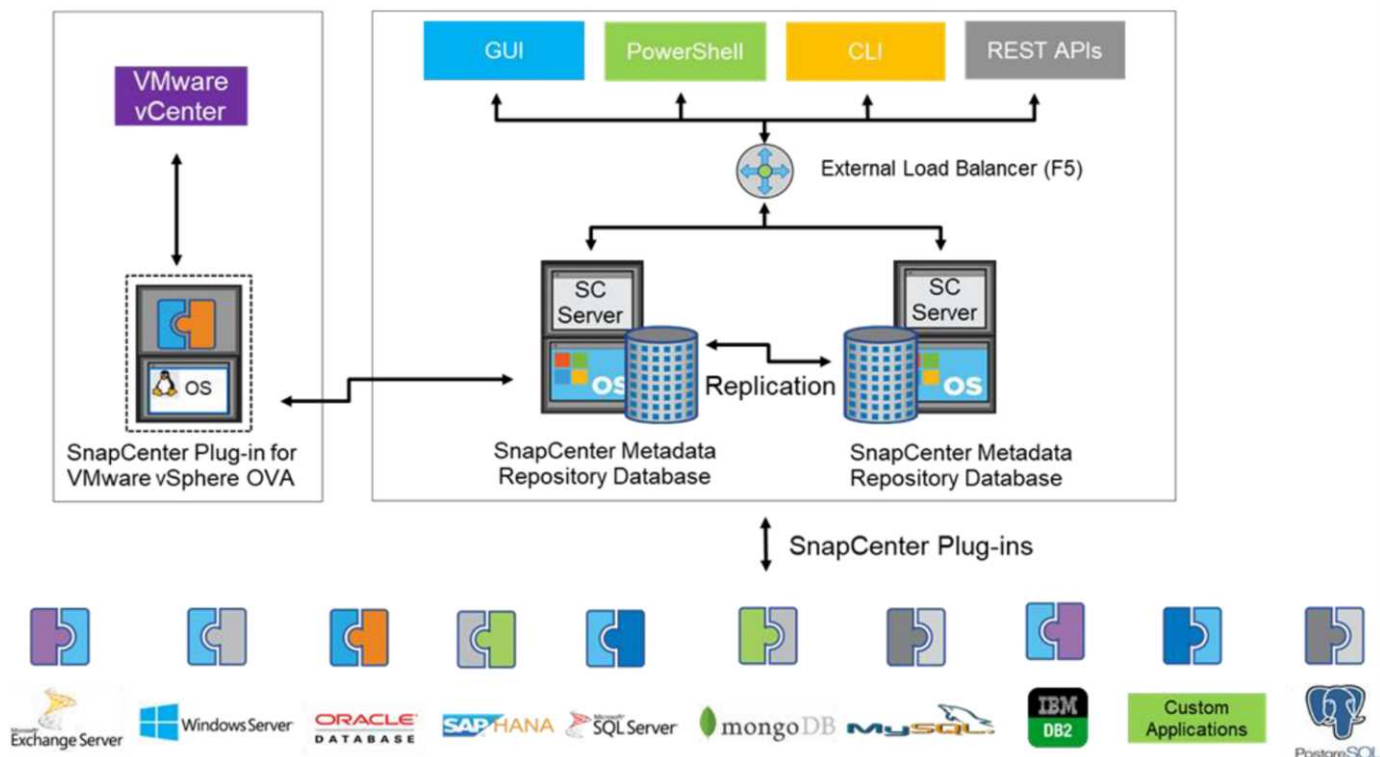 GUI
PowerShell
CLI
REST APIs
VMware
vCenter
External Load Balancer (F5)
SC
Server
SC
Server
OS
OS
OS
Replication
SnapCenter Plug-in for
VMware vSphere OVA
SnapCenter Metadata
Repository Database
SnapCenter Metadata
Repository Database
SnapCenter Plug-ins
Microsoft
Exchange Server
Windows Server
ORACLE
DATABASE
SAP HANA
Microsoft
SQL Server
mongoDB
MySQL
IBM
DB2
Custom
Applications
PostgreSQL